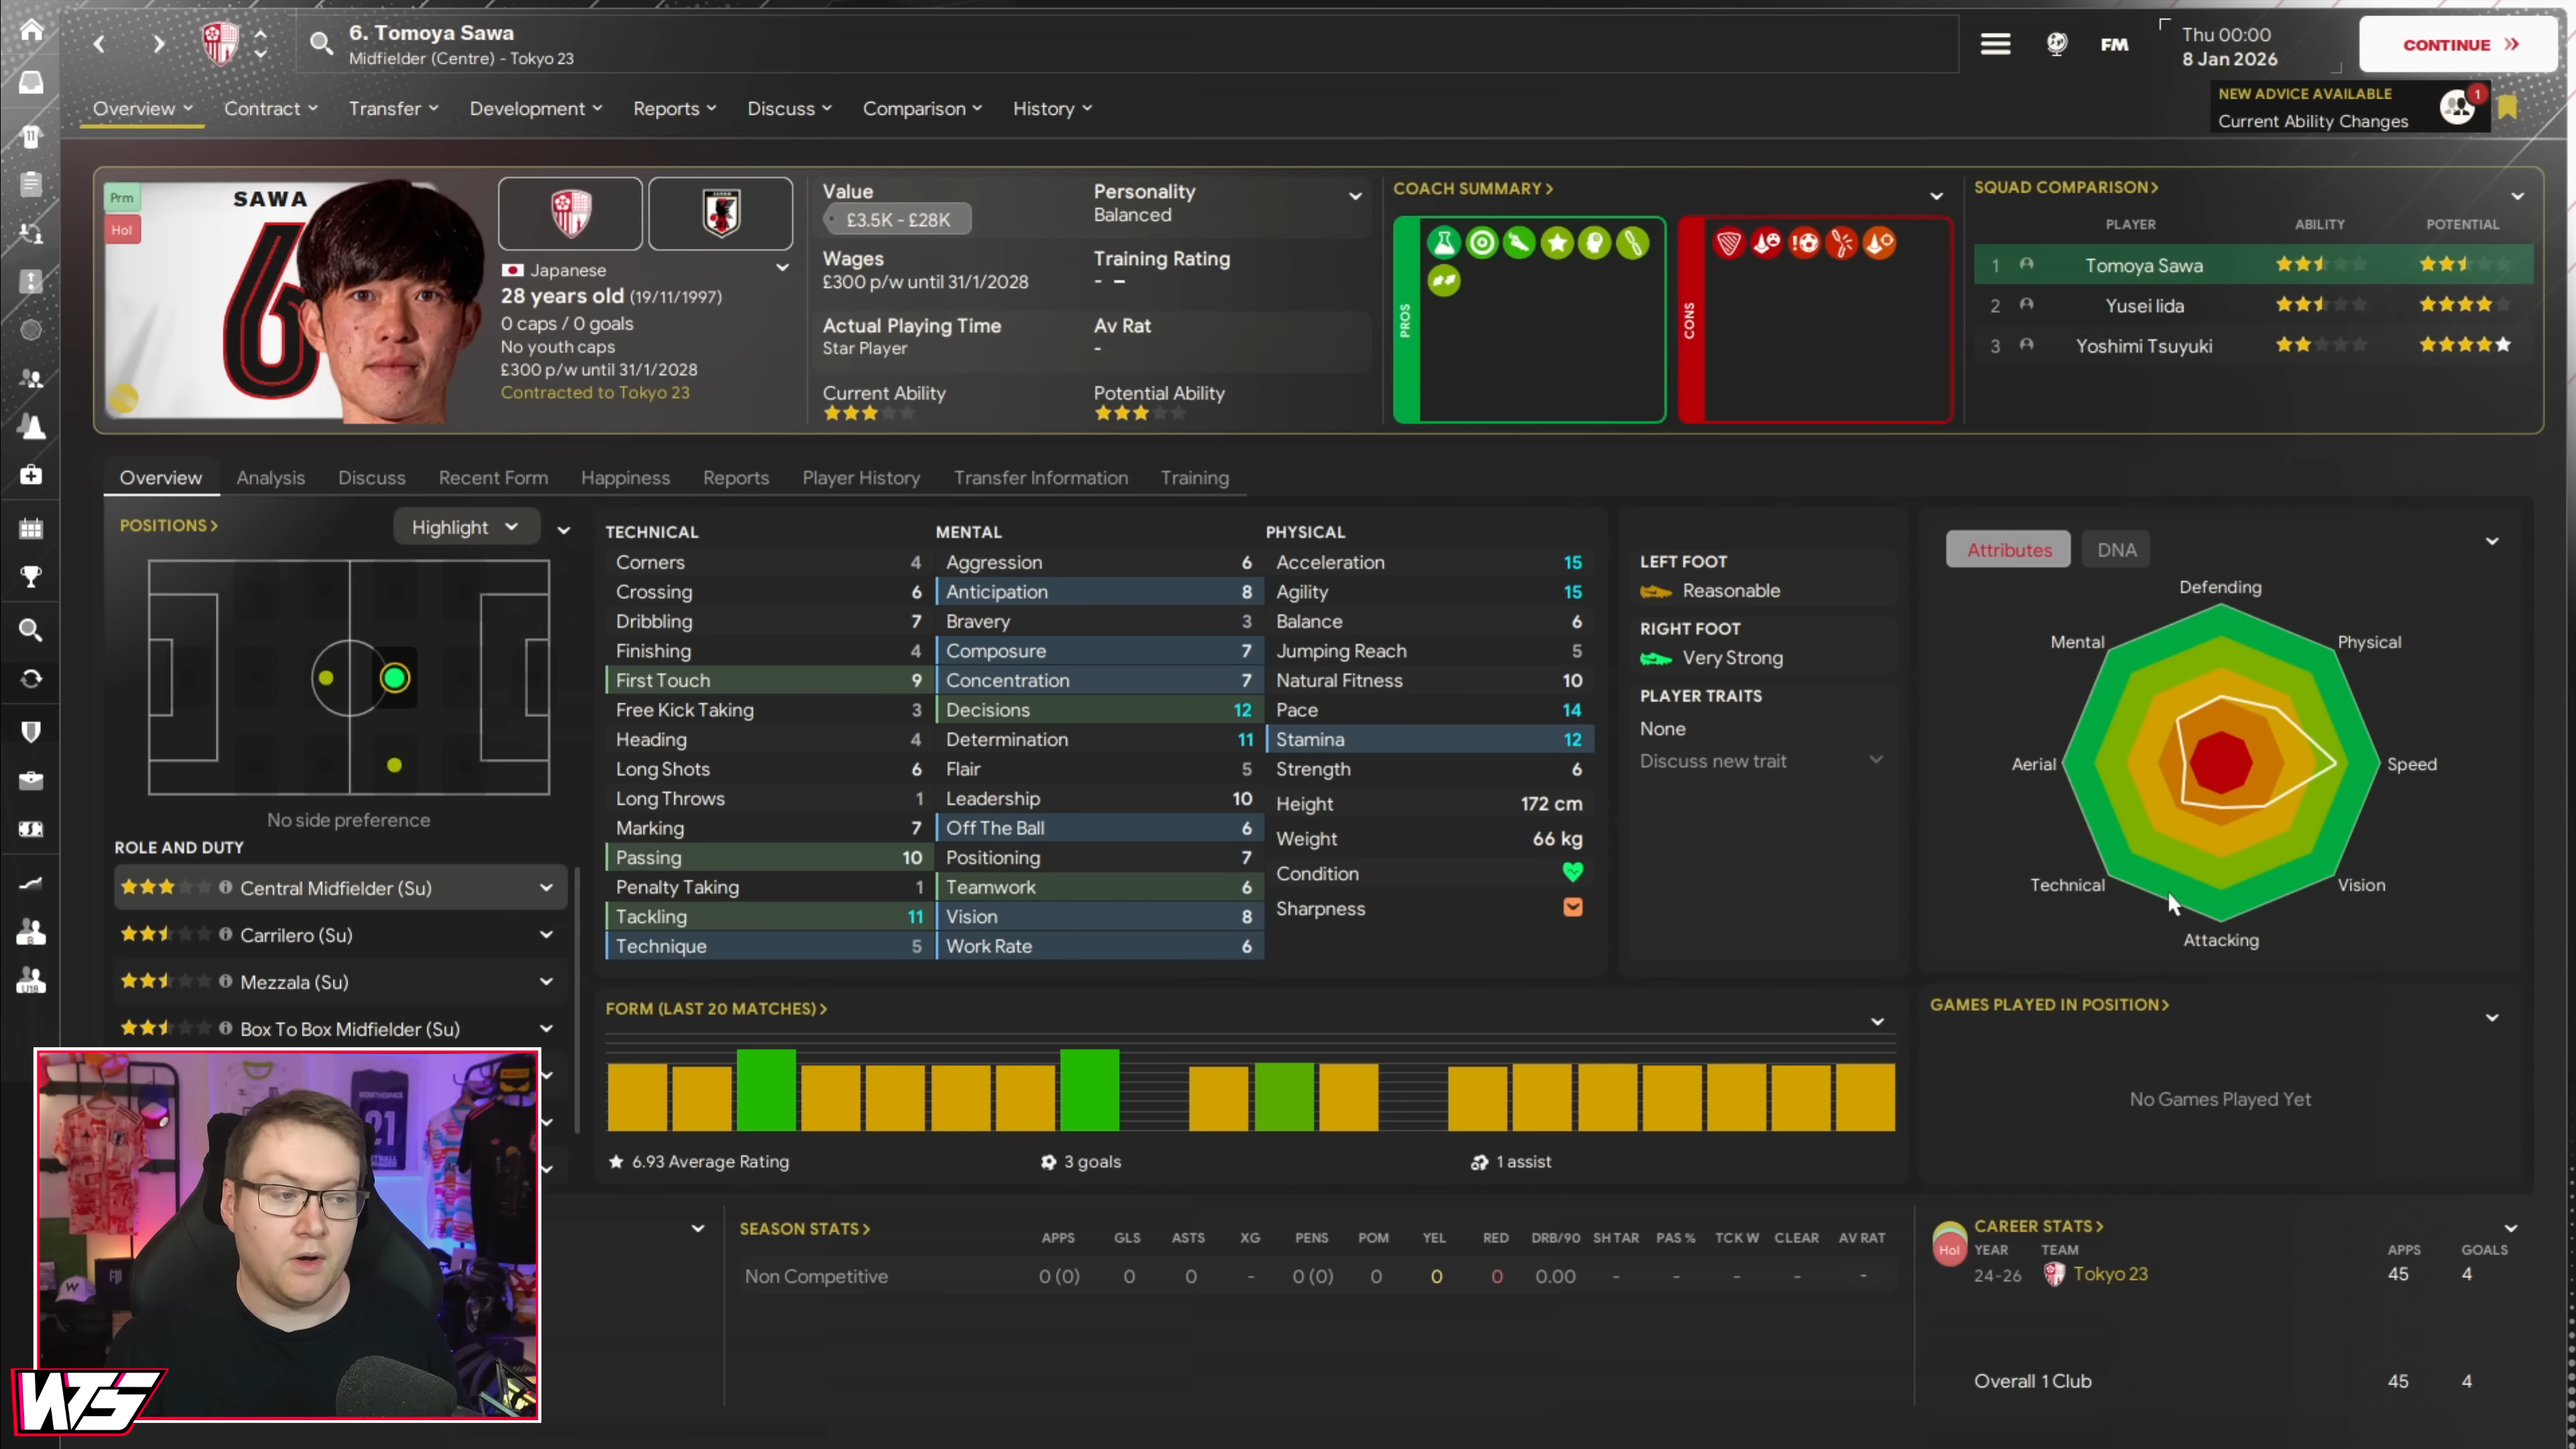 6. Tomoya Sawa
Midfielder (Centre) - Tokyo 23
FM
Thu 00:00
8 Jan 2026
CONTINUE
Overview
Contract
Transfer
Development
Reports
Discuss
Comparison
History
NEW ADVICE AVAILABLE
Current Ability Changes
1
11
Prm
Hol
SAWA
6
Japanese
28 years old (19/11/1997)
0 caps / 0 goals
No youth caps
£300 p/w until 31/1/2028
Contracted to Tokyo 23
Value
£3.5K - £28K
Wages
£300 p/w until 31/1/2028
Actual Playing Time
Star Player
Current Ability
Personality
Balanced
Training Rating
- -
Av Rat
-
Potential Ability
COACH SUMMARY >
PROS
CONS
SQUAD COMPARISON >
PLAYER ABILITY POTENTIAL
1 Tomoya Sawa
2 Yusei Iida
3 Yoshimi Tsuyuki
Overview
Analysis
Discuss
Recent Form
Happiness
Reports
Player History
Transfer Information
Training
POSITIONS >
Highlight
No side preference
ROLE AND DUTY
Central Midfielder (Su)
Carrilero (Su)
Mezzala (Su)
Box To Box Midfielder (Su)
TECHNICAL
Corners 4
Crossing 6
Dribbling 7
Finishing 4
First Touch 9
Free Kick Taking 3
Heading 4
Long Shots 6
Long Throws 1
Marking 7
Passing 10
Penalty Taking 1
Tackling 11
Technique 5
MENTAL
Aggression 6
Anticipation 8
Bravery 3
Composure 7
Concentration 7
Decisions 12
Determination 11
Flair 5
Leadership 10
Off The Ball 6
Positioning 7
Teamwork 6
Vision 8
Work Rate 6
PHYSICAL
Acceleration 15
Agility 15
Balance 6
Jumping Reach 5
Natural Fitness 10
Pace 14
Stamina 12
Strength 6
Height 172 cm
Weight 66 kg
Condition
Sharpness
LEFT FOOT
Reasonable
RIGHT FOOT
Very Strong
PLAYER TRAITS
None
Discuss new trait
Attributes
DNA
Defending
Mental
Physical
Aerial
Speed
Technical
Vision
Attacking
FORM (LAST 20 MATCHES) >
6.93 Average Rating
3 goals
1 assist
GAMES PLAYED IN POSITION >
No Games Played Yet
SEASON STATS >
APPS GLS ASTS XG PENS POM YEL RED DRB/90 SH TAR PAS % TCK W CLEAR AV RAT
Non Competitive 0 (0) 0 0 - 0 (0) 0 0 0 0.00 - - - - -
CAREER STATS >
Hol
YEAR TEAM APPS GOALS
24-26 Tokyo 23 45 4
Overall 1 Club 45 4
B
U18
21
W
WTS